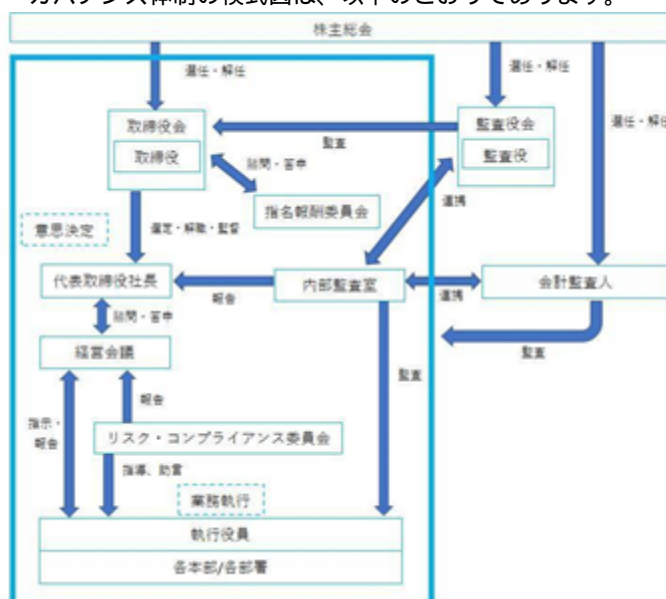 ガバナンス体制の模式図は、以下のとおりであります。
株主総会
選任・解任
選任・解任
選任・解任
取締役会
取締役
監査
監査役会
監査役
諮問・答申
指名報酬委員会
連携
意思決定
選定・解職・監督
代表取締役社長
報告
内部監査室
連携
会計監査人
諮問・答申
監査
経営会議
監査
報告
指示・
報告
リスク・コンプライアンス委員会
指導、助言
業務執行
執行役員
各本部/各部署